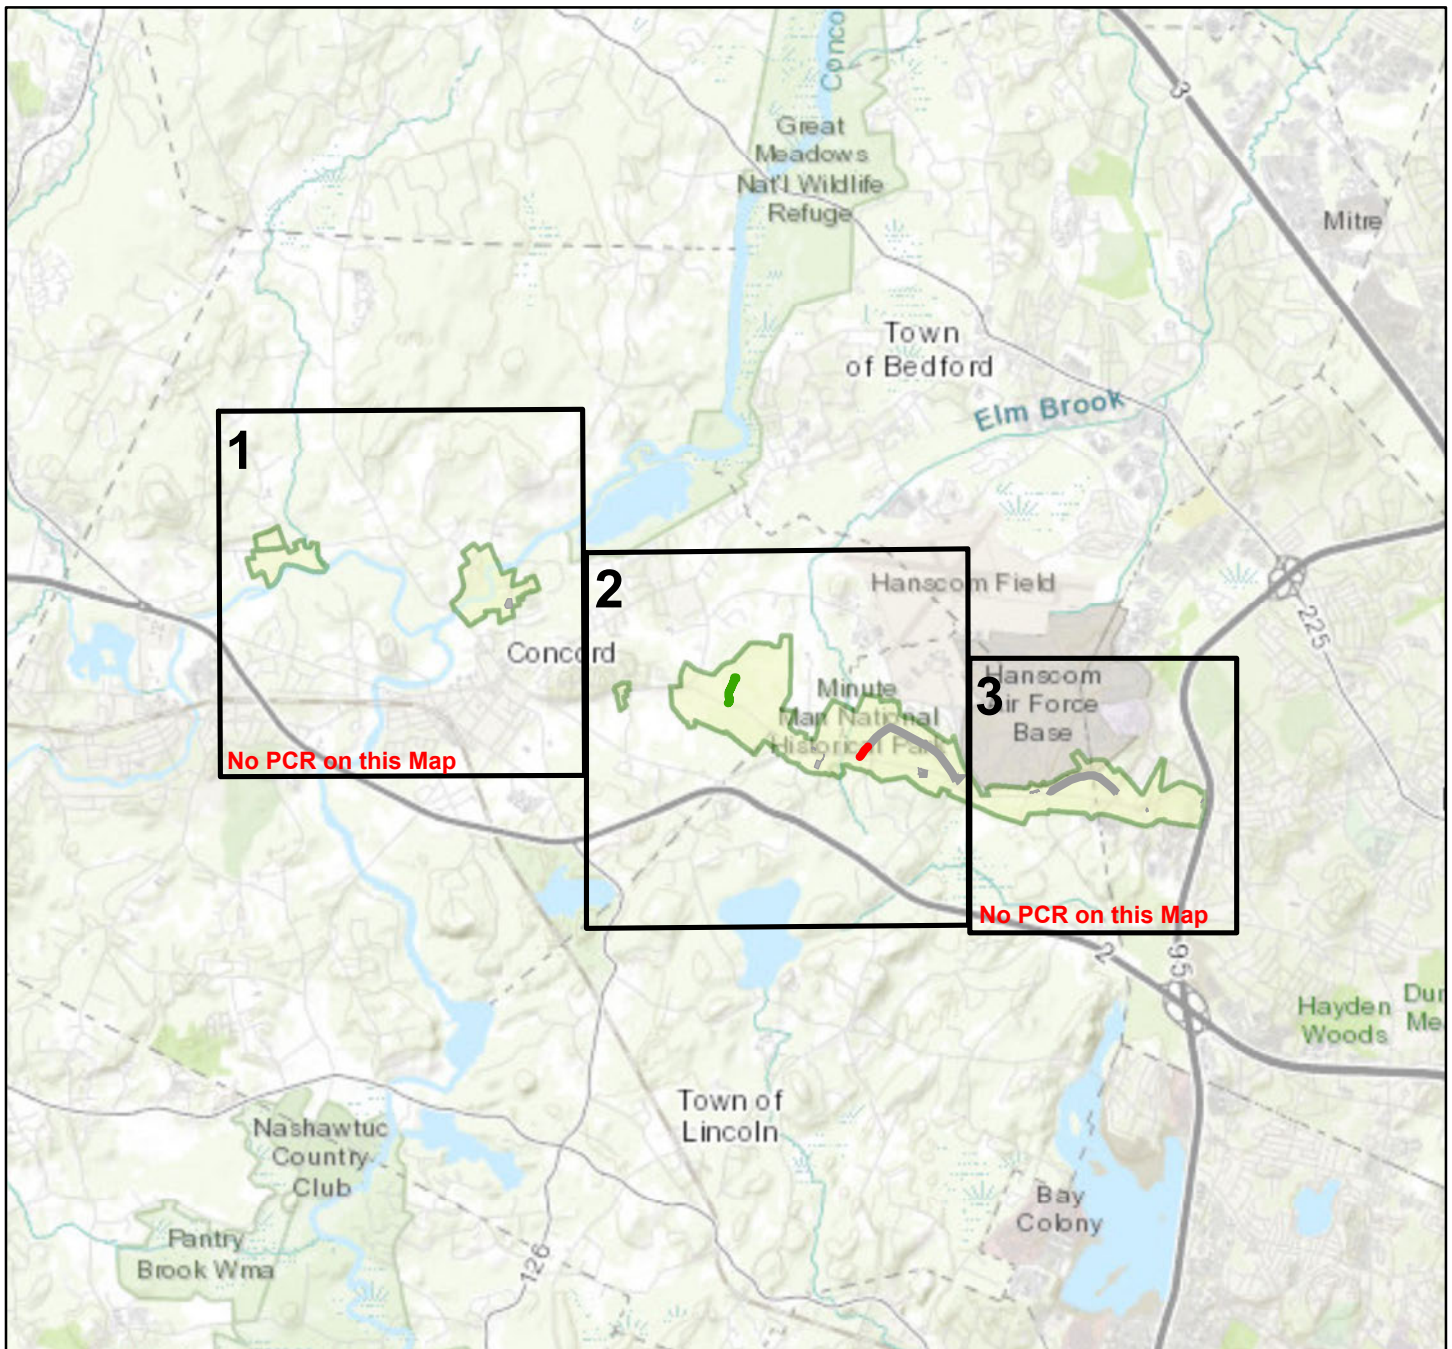 Conco
3
Great
Meadows
Nat'l Wildlife
Refuge
Mitre
Town
of Bedford
Elm Brook
1
2
Hanscom Field
225
Concord
Hanscom
Air Force
Base
3
Minute
Man National
Historical Park
No PCR on this Map
No PCR on this Map
2
95
Hayden
Woods
Dur
Me
Town of
Lincoln
Nashawtuc
Country
Club
Bay
Colony
Pantry
Brook Wma
126